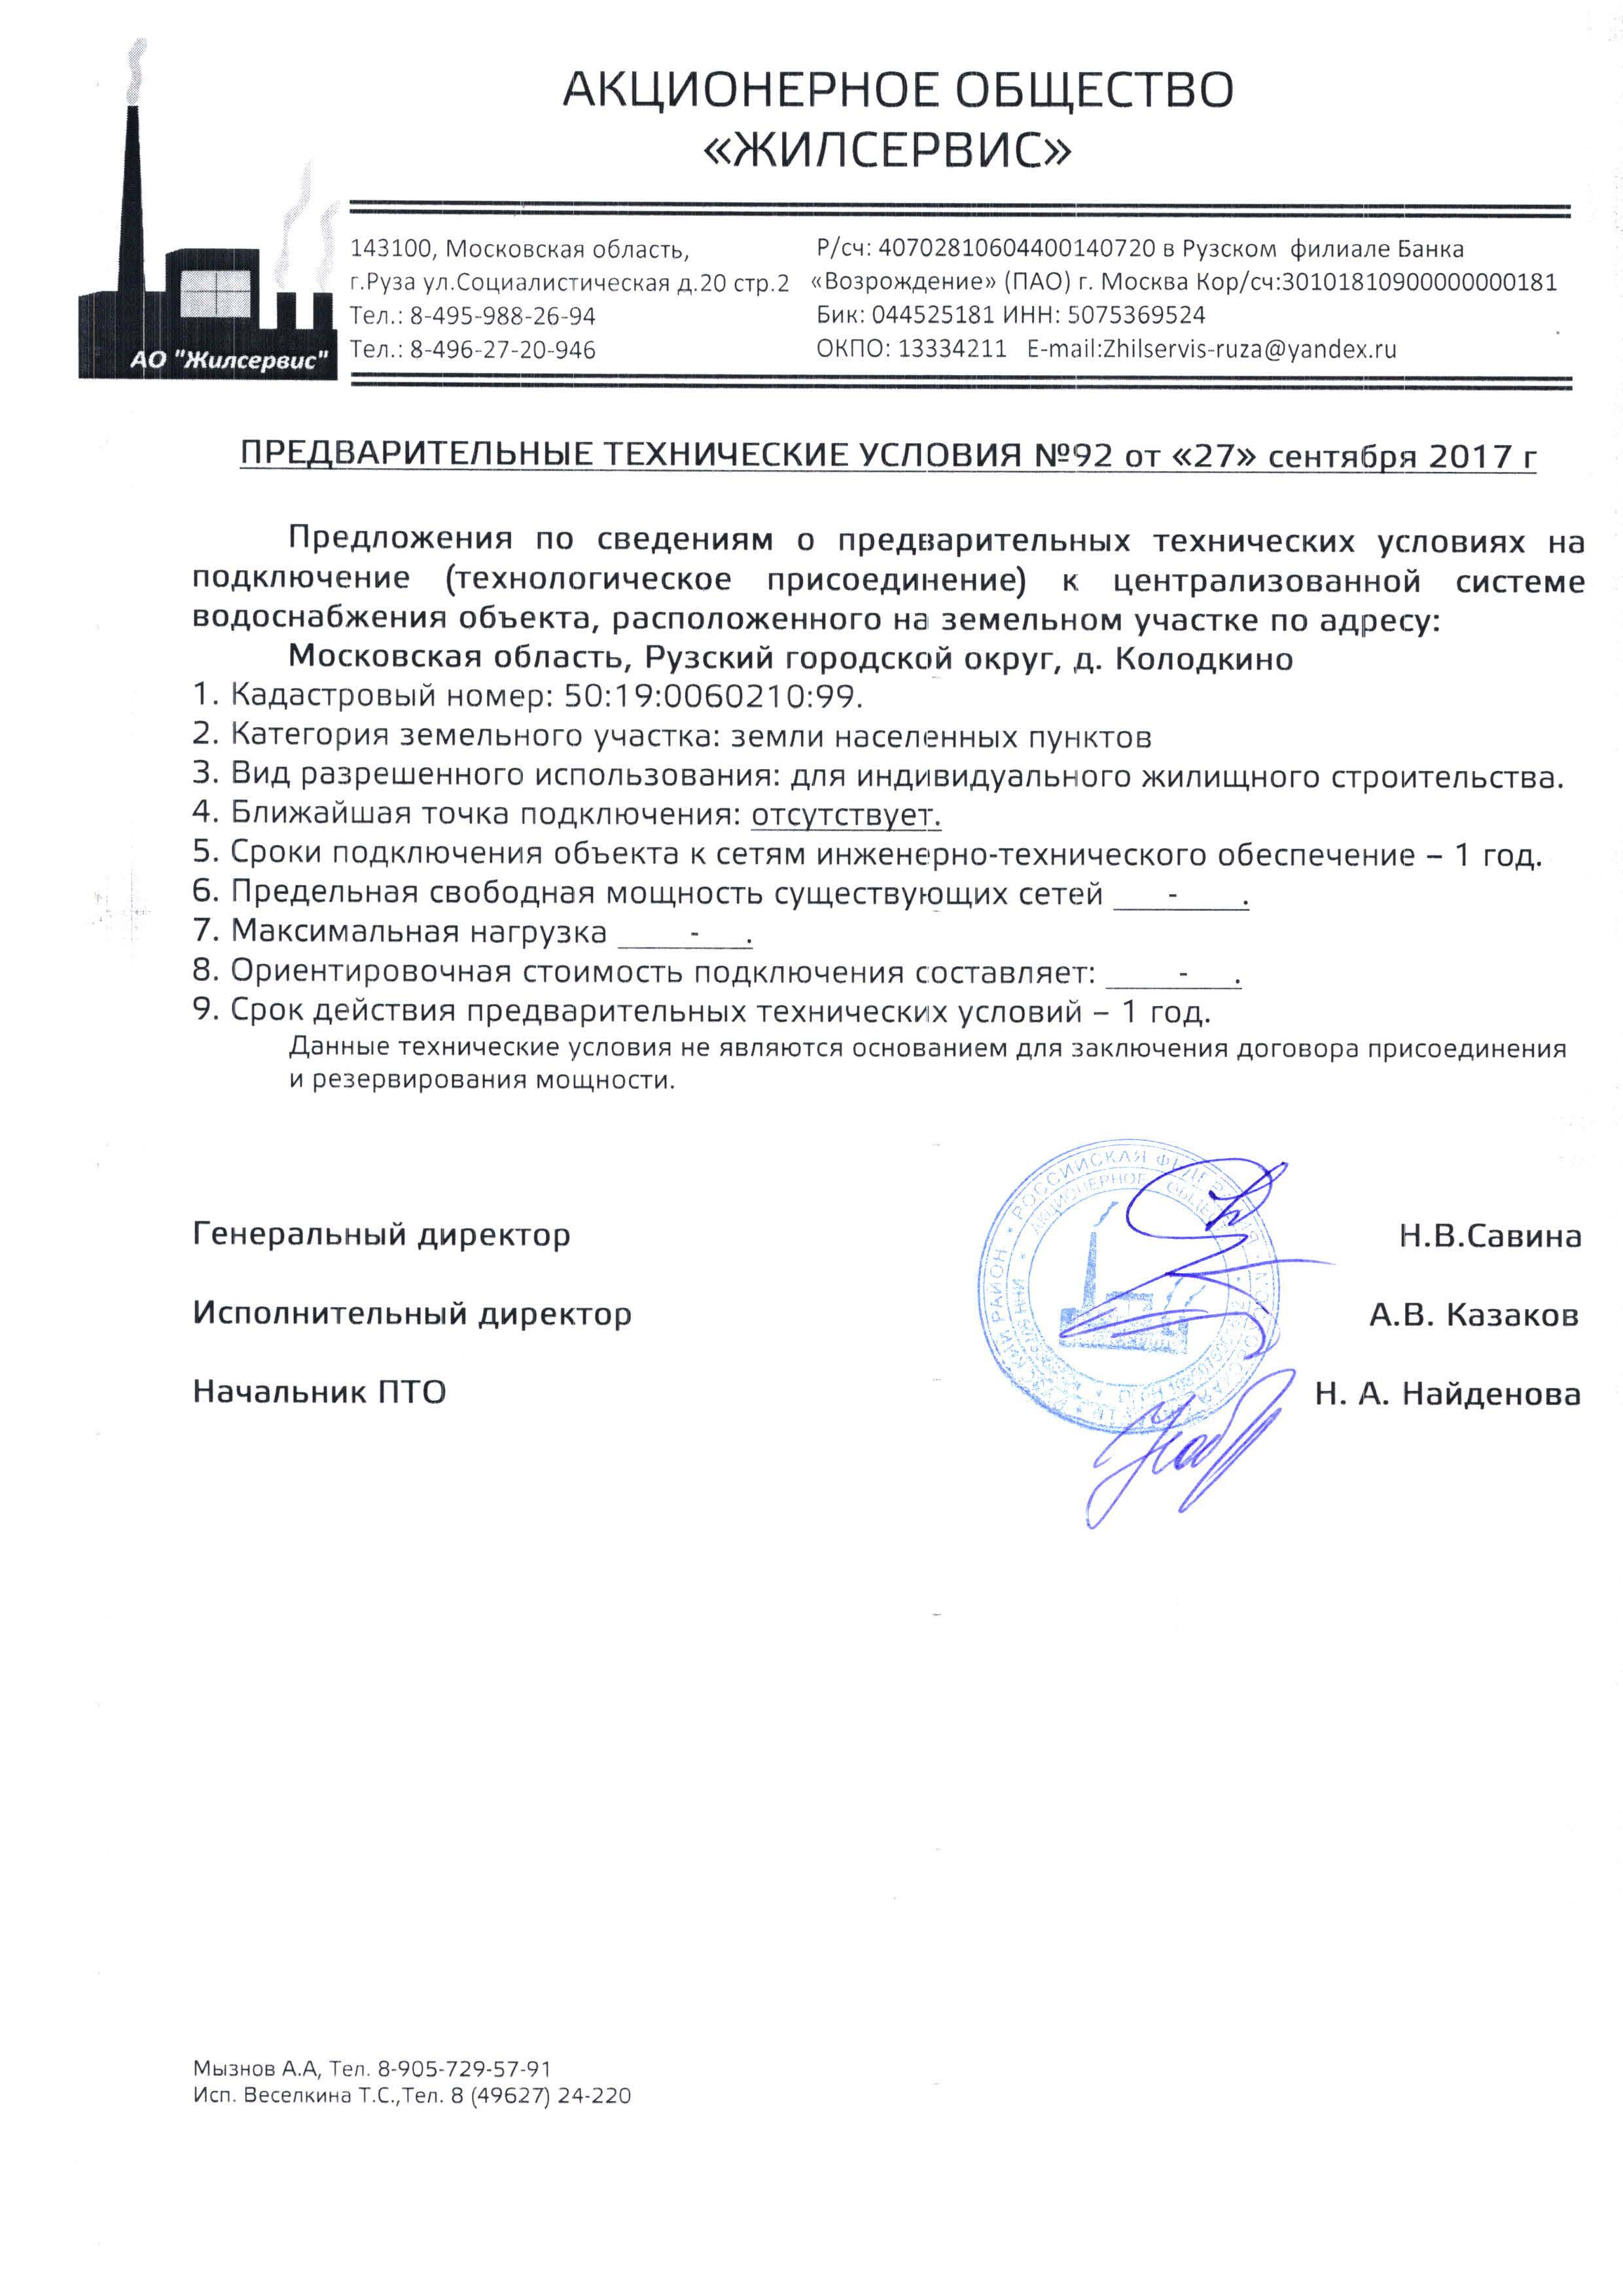 АКЦИОНЕРНОЕ ОБЩЕСТВО
«ЖИЛСЕРВИС»
АО "Жилсервис"
143100, Московская область,
г.Руза ул.Социалистическая д.20 стр.2
Тел.: 8-495-988-26-94
Тел.: 8-496-27-20-946
Р/сч: 40702810604400140720 в Рузском филиале Банка
«Возрождение» (ПАО) г. Москва Кор/сч:30101810900000000181
Бик: 044525181 ИНН: 5075369524
ОКПО: 13334211 E-mail:Zhilservis-ruza@yandex.ru
ПРЕДВАРИТЕЛЬНЫЕ ТЕХНИЧЕСКИЕ УСЛОВИЯ №92 от «27» сентября 2017 г
Предложения по сведениям о предварительных технических условиях на
подключение (технологическое присоединение) к централизованной системе
водоснабжения объекта, расположенного на земельном участке по адресу:
Московская область, Рузский городской округ, д. Колодкино
1. Кадастровый номер: 50:19:0060210:99.
2. Категория земельного участка: земли населенных пунктов
3. Вид разрешенного использования: для индивидуального жилищного строительства.
4. Ближайшая точка подключения: отсутствует.
5. Сроки подключения объекта к сетям инженерно-технического обеспечение – 1 год.
6. Предельная свободная мощность существующих сетей ___-___.
7. Максимальная нагрузка ___-___.
8. Ориентировочная стоимость подключения составляет: ___-___.
9. Срок действия предварительных технических условий – 1 год.
Данные технические условия не являются основанием для заключения договора присоединения
и резервирования мощности.
РОССИЙСКАЯ
АКЦИОНЕРНОЕ
РАЙОН
Генеральный директор Н.В.Савина
Исполнительный директор А.В. Казаков
Начальник ПТО Н. А. Найденова
Мызнов А.А, Тел. 8-905-729-57-91
Исп. Веселкина Т.С.,Тел. 8 (49627) 24-220